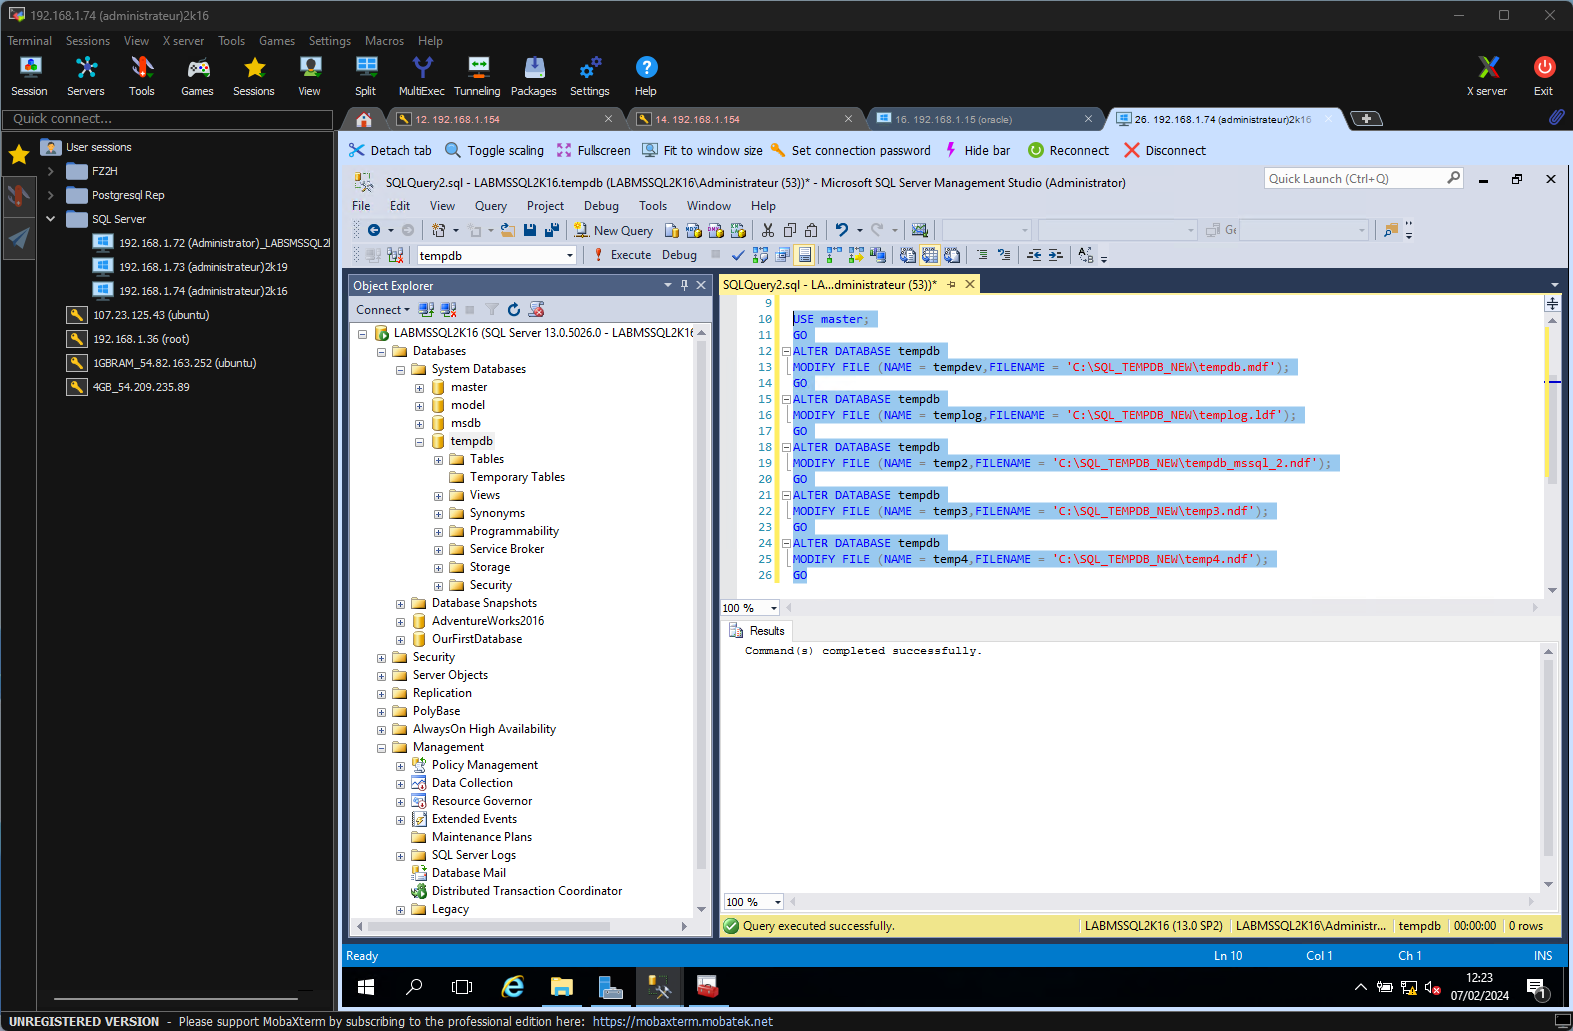 192.168.1.74 (administrateur)2k16
Terminal Sessions View X server Tools Games Settings Macros Help
Session Servers Tools Games Sessions View Split MultiExec Tunneling Packages Settings Help X server Exit
Quick connect...
12. 192.168.1.154
14. 192.168.1.154
16. 192.168.1.15 (oracle)
26. 192.168.1.74 (administrateur)2k16
User sessions
FZ2H
Postgresql Rep
SQL Server
192.168.1.72 (Administrator)_LABSMSSQL2
192.168.1.73 (administrateur)2k19
192.168.1.74 (administrateur)2k16
107.23.125.43 (ubuntu)
192.168.1.36 (root)
1GBRAM_54.82.163.252 (ubuntu)
4GB_54.209.235.89
Detach tab Toggle scaling Fullscreen Fit to window size Set connection password Hide bar Reconnect Disconnect
SQLQuery2.sql - LABMSSQL2K16.tempdb (LABMSSQL2K16\Administrateur (53))* - Microsoft SQL Server Management Studio (Administrator)
Quick Launch (Ctrl+Q)
File Edit View Query Project Debug Tools Window Help
New Query
tempdb Execute Debug
Object Explorer
Connect
LABMSSQL2K16 (SQL Server 13.0.5026.0 - LABMSSQL2K16
Databases
System Databases
master
model
msdb
tempdb
Tables
Temporary Tables
Views
Synonyms
Programmability
Service Broker
Storage
Security
Database Snapshots
AdventureWorks2016
OurFirstDatabase
Security
Server Objects
Replication
PolyBase
AlwaysOn High Availability
Management
Policy Management
Data Collection
Resource Governor
Extended Events
Maintenance Plans
SQL Server Logs
Database Mail
Distributed Transaction Coordinator
Legacy
SQLQuery2.sql - LA...dministrateur (53))*
9
10 USE master;
11 GO
12 ALTER DATABASE tempdb
13 MODIFY FILE (NAME = tempdev,FILENAME = 'C:\SQL_TEMPDB_NEW\tempdb.mdf');
14 GO
15 ALTER DATABASE tempdb
16 MODIFY FILE (NAME = templog,FILENAME = 'C:\SQL_TEMPDB_NEW\templog.ldf');
17 GO
18 ALTER DATABASE tempdb
19 MODIFY FILE (NAME = temp2,FILENAME = 'C:\SQL_TEMPDB_NEW\tempdb_mssql_2.ndf');
20 GO
21 ALTER DATABASE tempdb
22 MODIFY FILE (NAME = temp3,FILENAME = 'C:\SQL_TEMPDB_NEW\temp3.ndf');
23 GO
24 ALTER DATABASE tempdb
25 MODIFY FILE (NAME = temp4,FILENAME = 'C:\SQL_TEMPDB_NEW\temp4.ndf');
26 GO
100 %
Results
Command(s) completed successfully.
100 %
Query executed successfully. LABMSSQL2K16 (13.0 SP2) LABMSSQL2K16\Administr... tempdb 00:00:00 0 rows
Ready Ln 10 Col 1 Ch 1 INS
12:23
07/02/2024
1
UNREGISTERED VERSION - Please support MobaXterm by subscribing to the professional edition here: https://mobaxterm.mobatek.net